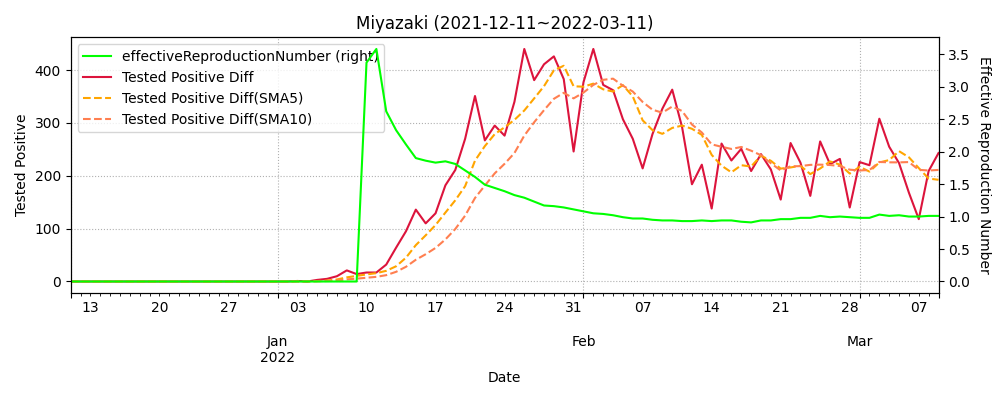 Miyazaki (2021-12-11~2022-03-11)
effectiveReproductionNumber (right)
Tested Positive Diff
Tested Positive Diff(SMA5)
Tested Positive Diff(SMA10)
Tested Positive
400
300
200
100
0
3.5
3.0
2.5
2.0
1.5
1.0
0.5
0.0
Effective Reproduction Number
13 20 27 03 10 17 24 31 07 14 21 28 07
Jan Feb Mar
2022
Date